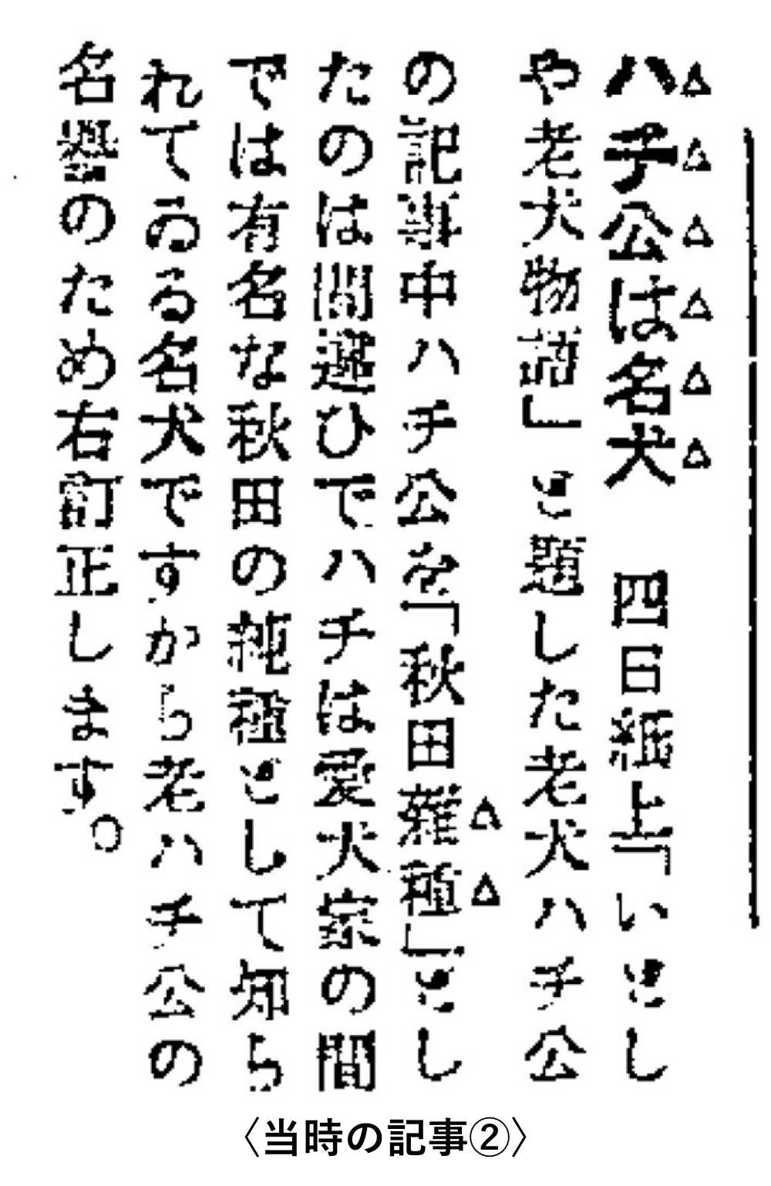 ハチ公は名犬　四日紙上「いとし
や老犬物語」と題した老犬ハチ公
の記事中ハチ公を「秋田雑種」とし
たのは間違ひでハチは愛犬家の間
では有名な秋田の純種として知ら
れてゐる名犬ですから老ハチ公の
名誉のため右訂正します。
〈当時の記事②〉